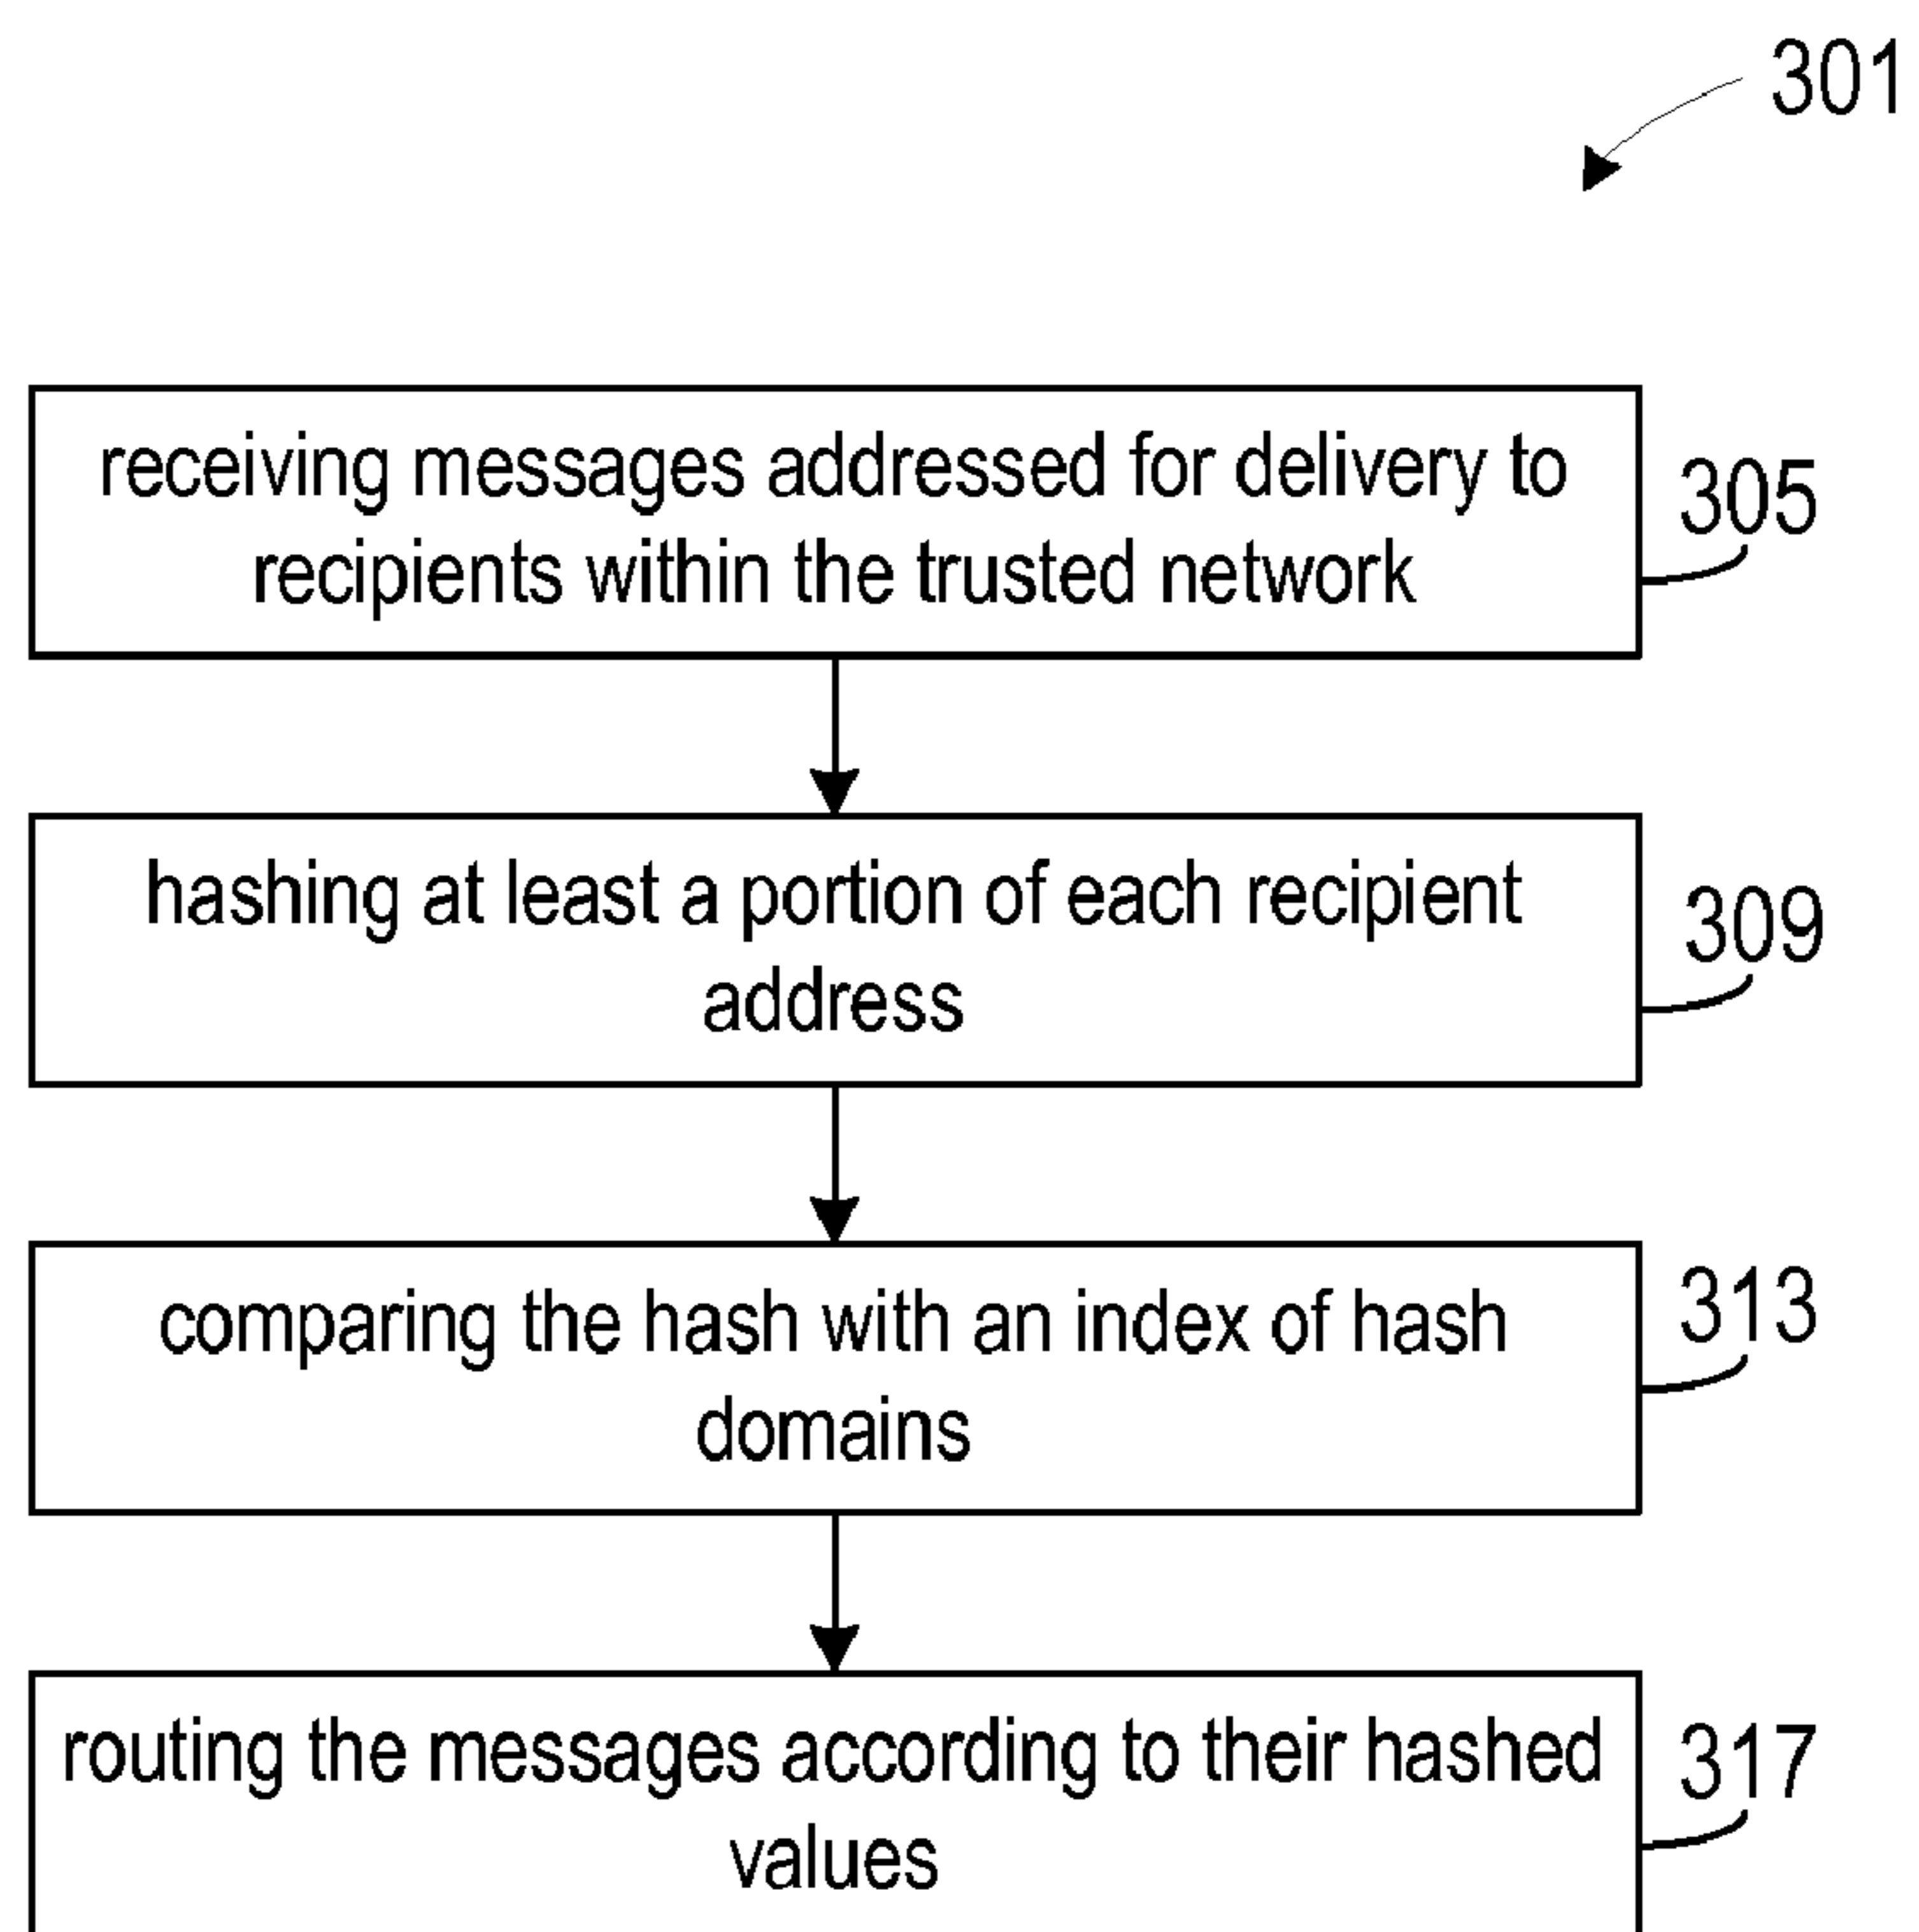 301
receiving messages addressed for delivery to
recipients within the trusted network
305
hashing at least a portion of each recipient
address
309
comparing the hash with an index of hash
domains
313
routing the messages according to their hashed
values
317